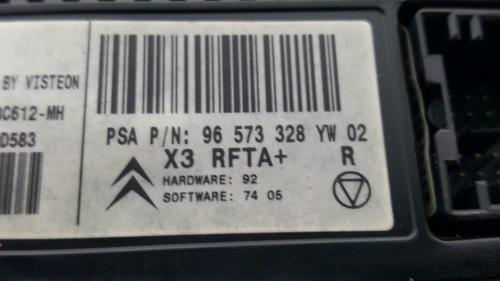 BY VISTEON
C612-MH
D583
PSA P/N: 96 573 328 YW 02
X3 RFTA+ R
HARDWARE: 92
SOFTWARE: 74 05